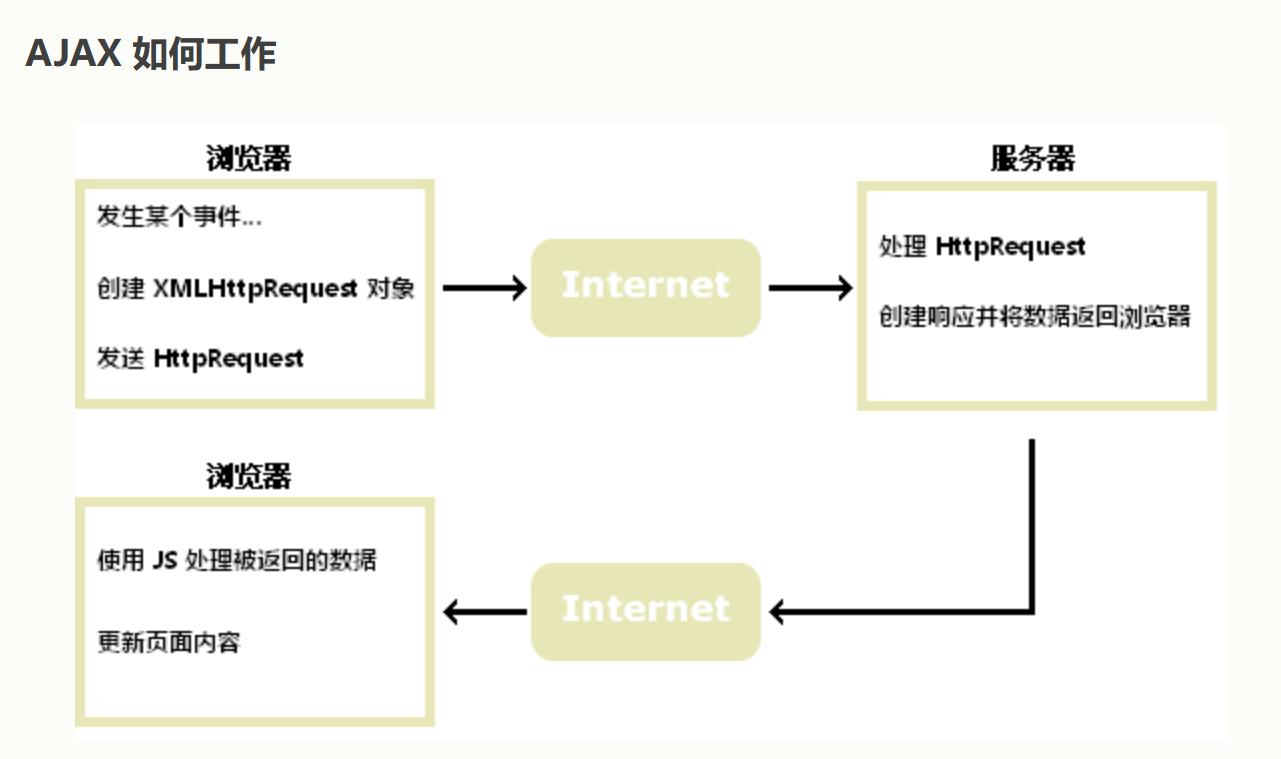 AJAX 如何工作
浏览器
发生某个事件...
创建 XMLHttpRequest 对象
发送 HttpRequest
Internet
服务器
处理 HttpRequest
创建响应并将数据返回浏览器
浏览器
使用 JS 处理被返回的数据
更新页面内容
Internet